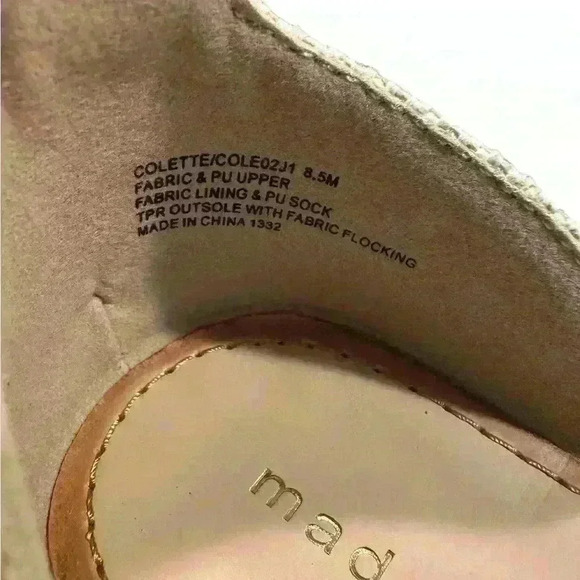 COLETTE/COLE02J1 8.5M
FABRIC & PU UPPER
FABRIC LINING & PU SOCK
TPR OUTSOLE WITH FABRIC FLOCKING
MADE IN CHINA 1332
mad